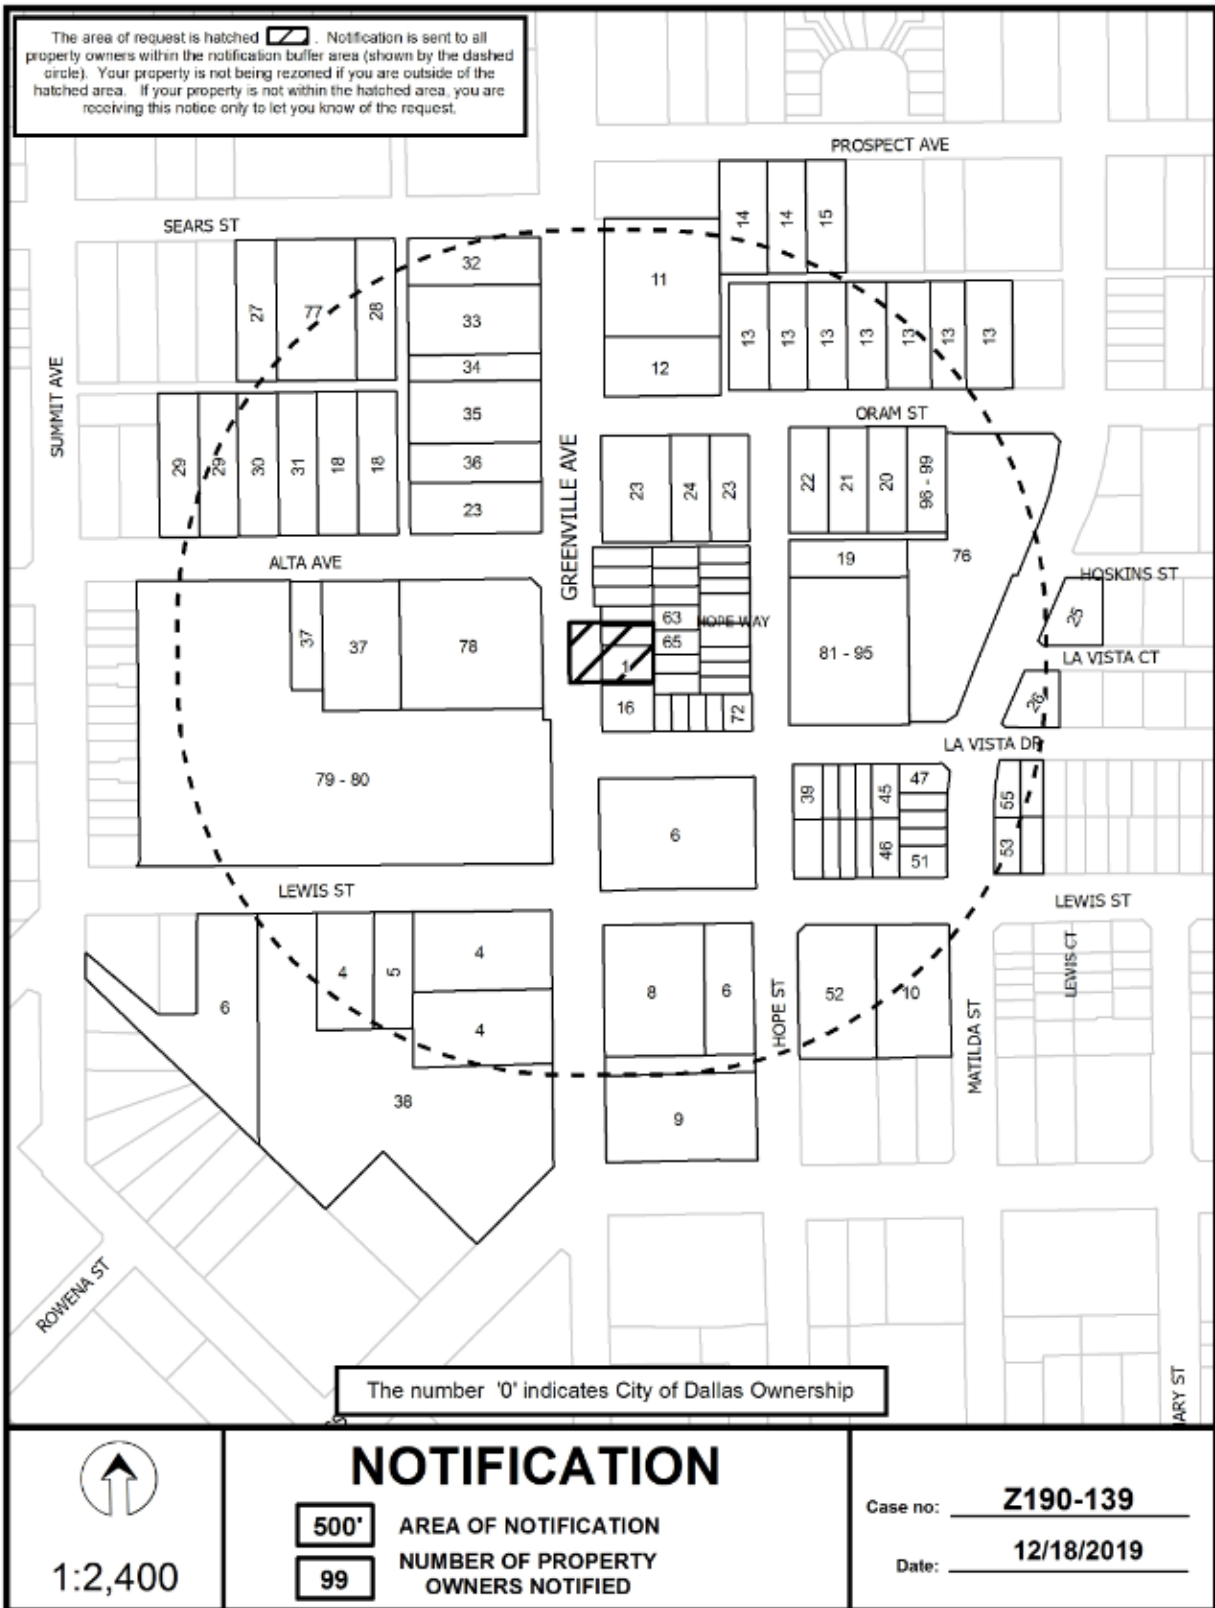 The area of request is hatched . Notification is sent to all
property owners within the notification buffer area (shown by the dashed
circle). Your property is not being rezoned if you are outside of the
hatched area. If your property is not within the hatched area, you are
receiving this notice only to let you know of the request.
PROSPECT AVE
SEARS ST
14
14
15
32
11
27
77
28
33
13
13
13
13
13
13
13
34
12
SUMMIT AVE
35
ORAM ST
29
29
30
31
18
18
36
GREENVILLE AVE
23
24
23
22
21
20
98 - 99
23
ALTA AVE
19
76
HOSKINS ST
37
37
78
63
HOPE WAY
25
65
81 - 95
LA VISTA CT
1
16
72
26
LA VISTA DR
79 - 80
6
39
45
47
55
46
51
53
LEWIS ST
LEWIS ST
4
5
4
6
8
6
HOPE ST
52
10
MATILDA ST
LEWIS CT
4
38
9
ROWENA ST
The number '0' indicates City of Dallas Ownership
1:2,400
NOTIFICATION
500' AREA OF NOTIFICATION
99 NUMBER OF PROPERTY
OWNERS NOTIFIED
Case no: Z190-139
Date: 12/18/2019